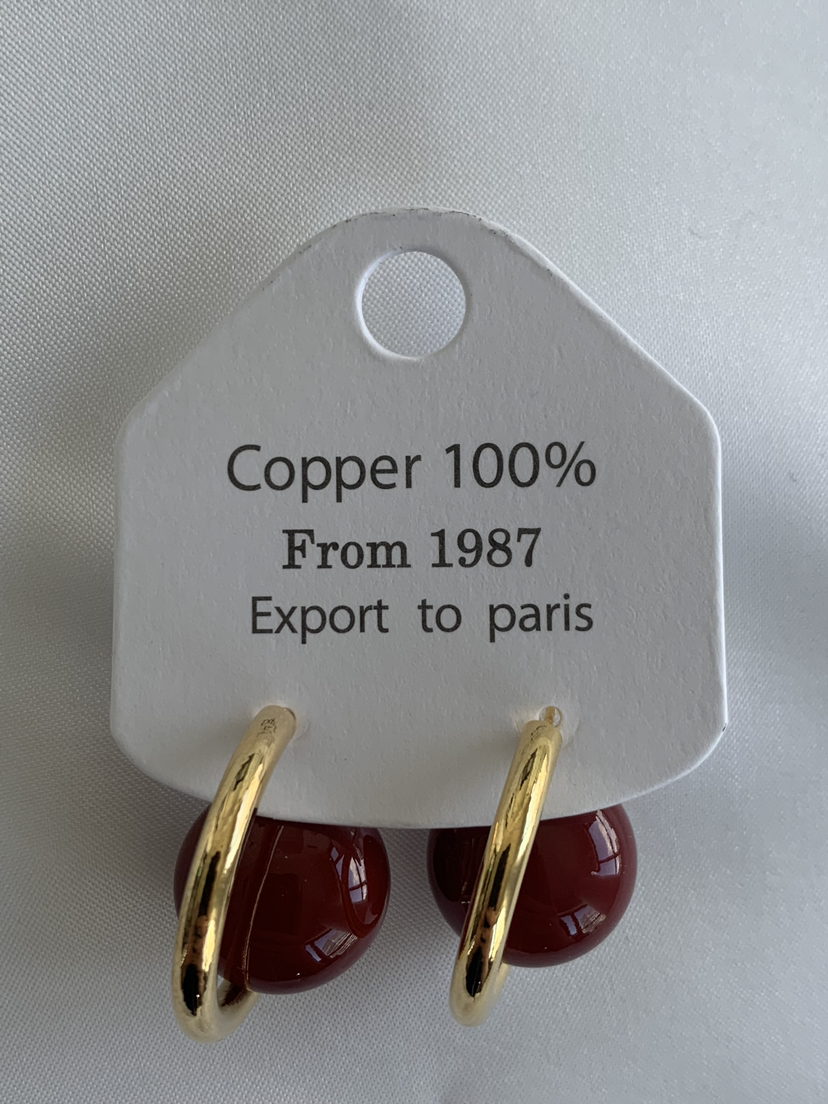 Copper 100%
From 1987
Export to paris